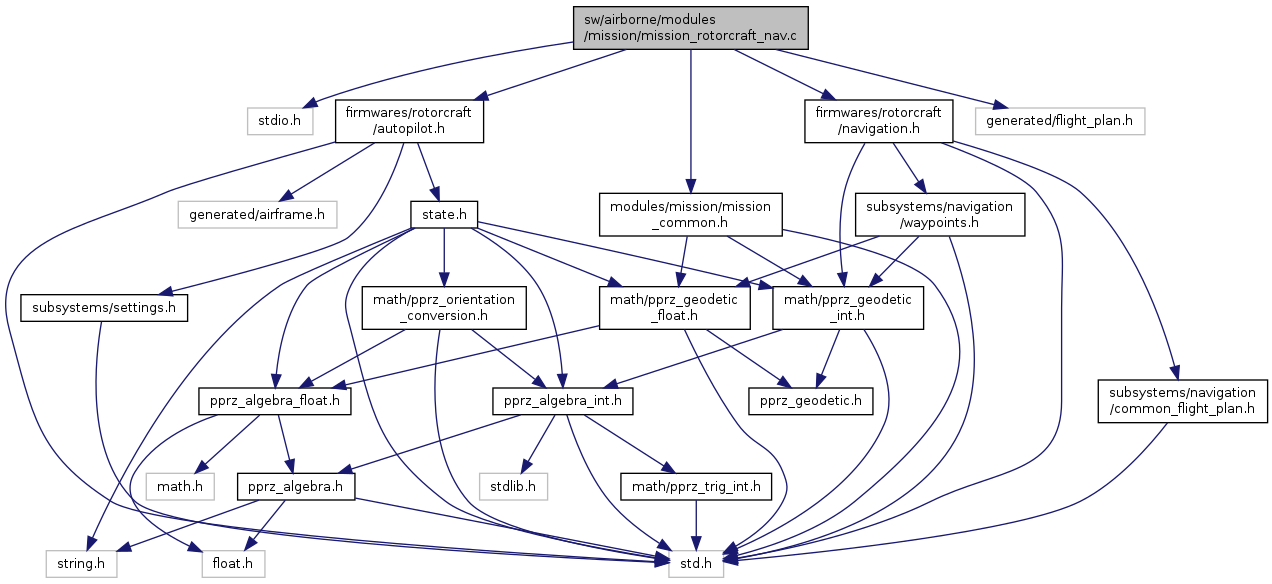 sw/airborne/modules
/mission/mission_rotorcraft_nav.c
stdio.h
firmwares/rotorcraft
/autopilot.h
firmwares/rotorcraft
/navigation.h
generated/flight_plan.h
generated/airframe.h
state.h
modules/mission/mission
_common.h
subsystems/navigation
/waypoints.h
subsystems/settings.h
math/pprz_orientation
_conversion.h
math/pprz_geodetic
_float.h
math/pprz_geodetic
_int.h
pprz_algebra_float.h
pprz_algebra_int.h
pprz_geodetic.h
subsystems/navigation
/common_flight_plan.h
math.h
pprz_algebra.h
stdlib.h
math/pprz_trig_int.h
string.h
float.h
std.h